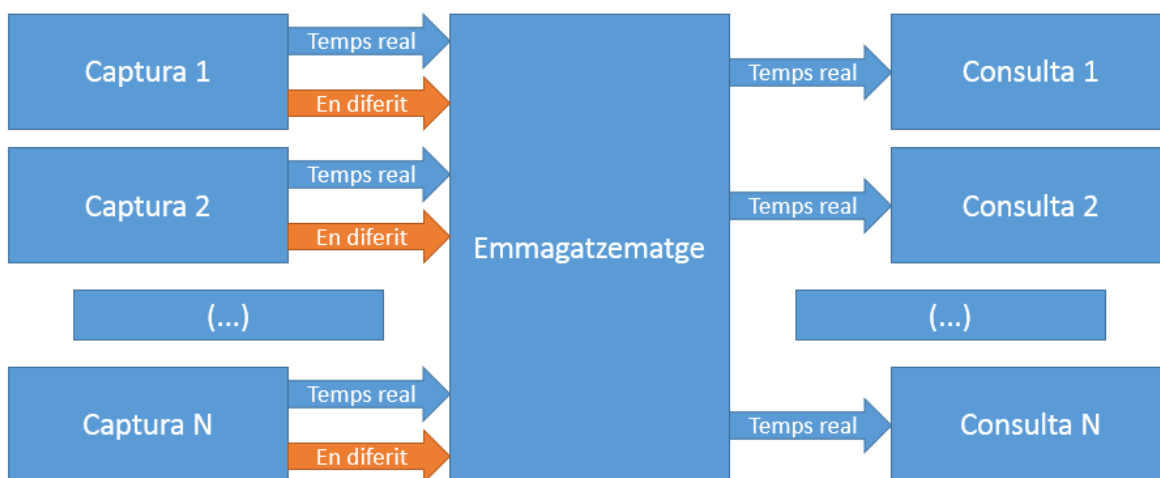 Captura 1
Temps real
En diferit
Temps real
Consulta 1
Captura 2
Temps real
En diferit
Temps real
Consulta 2
Emmagatzematge
(...)
(...)
Captura N
Temps real
En diferit
Temps real
Consulta N